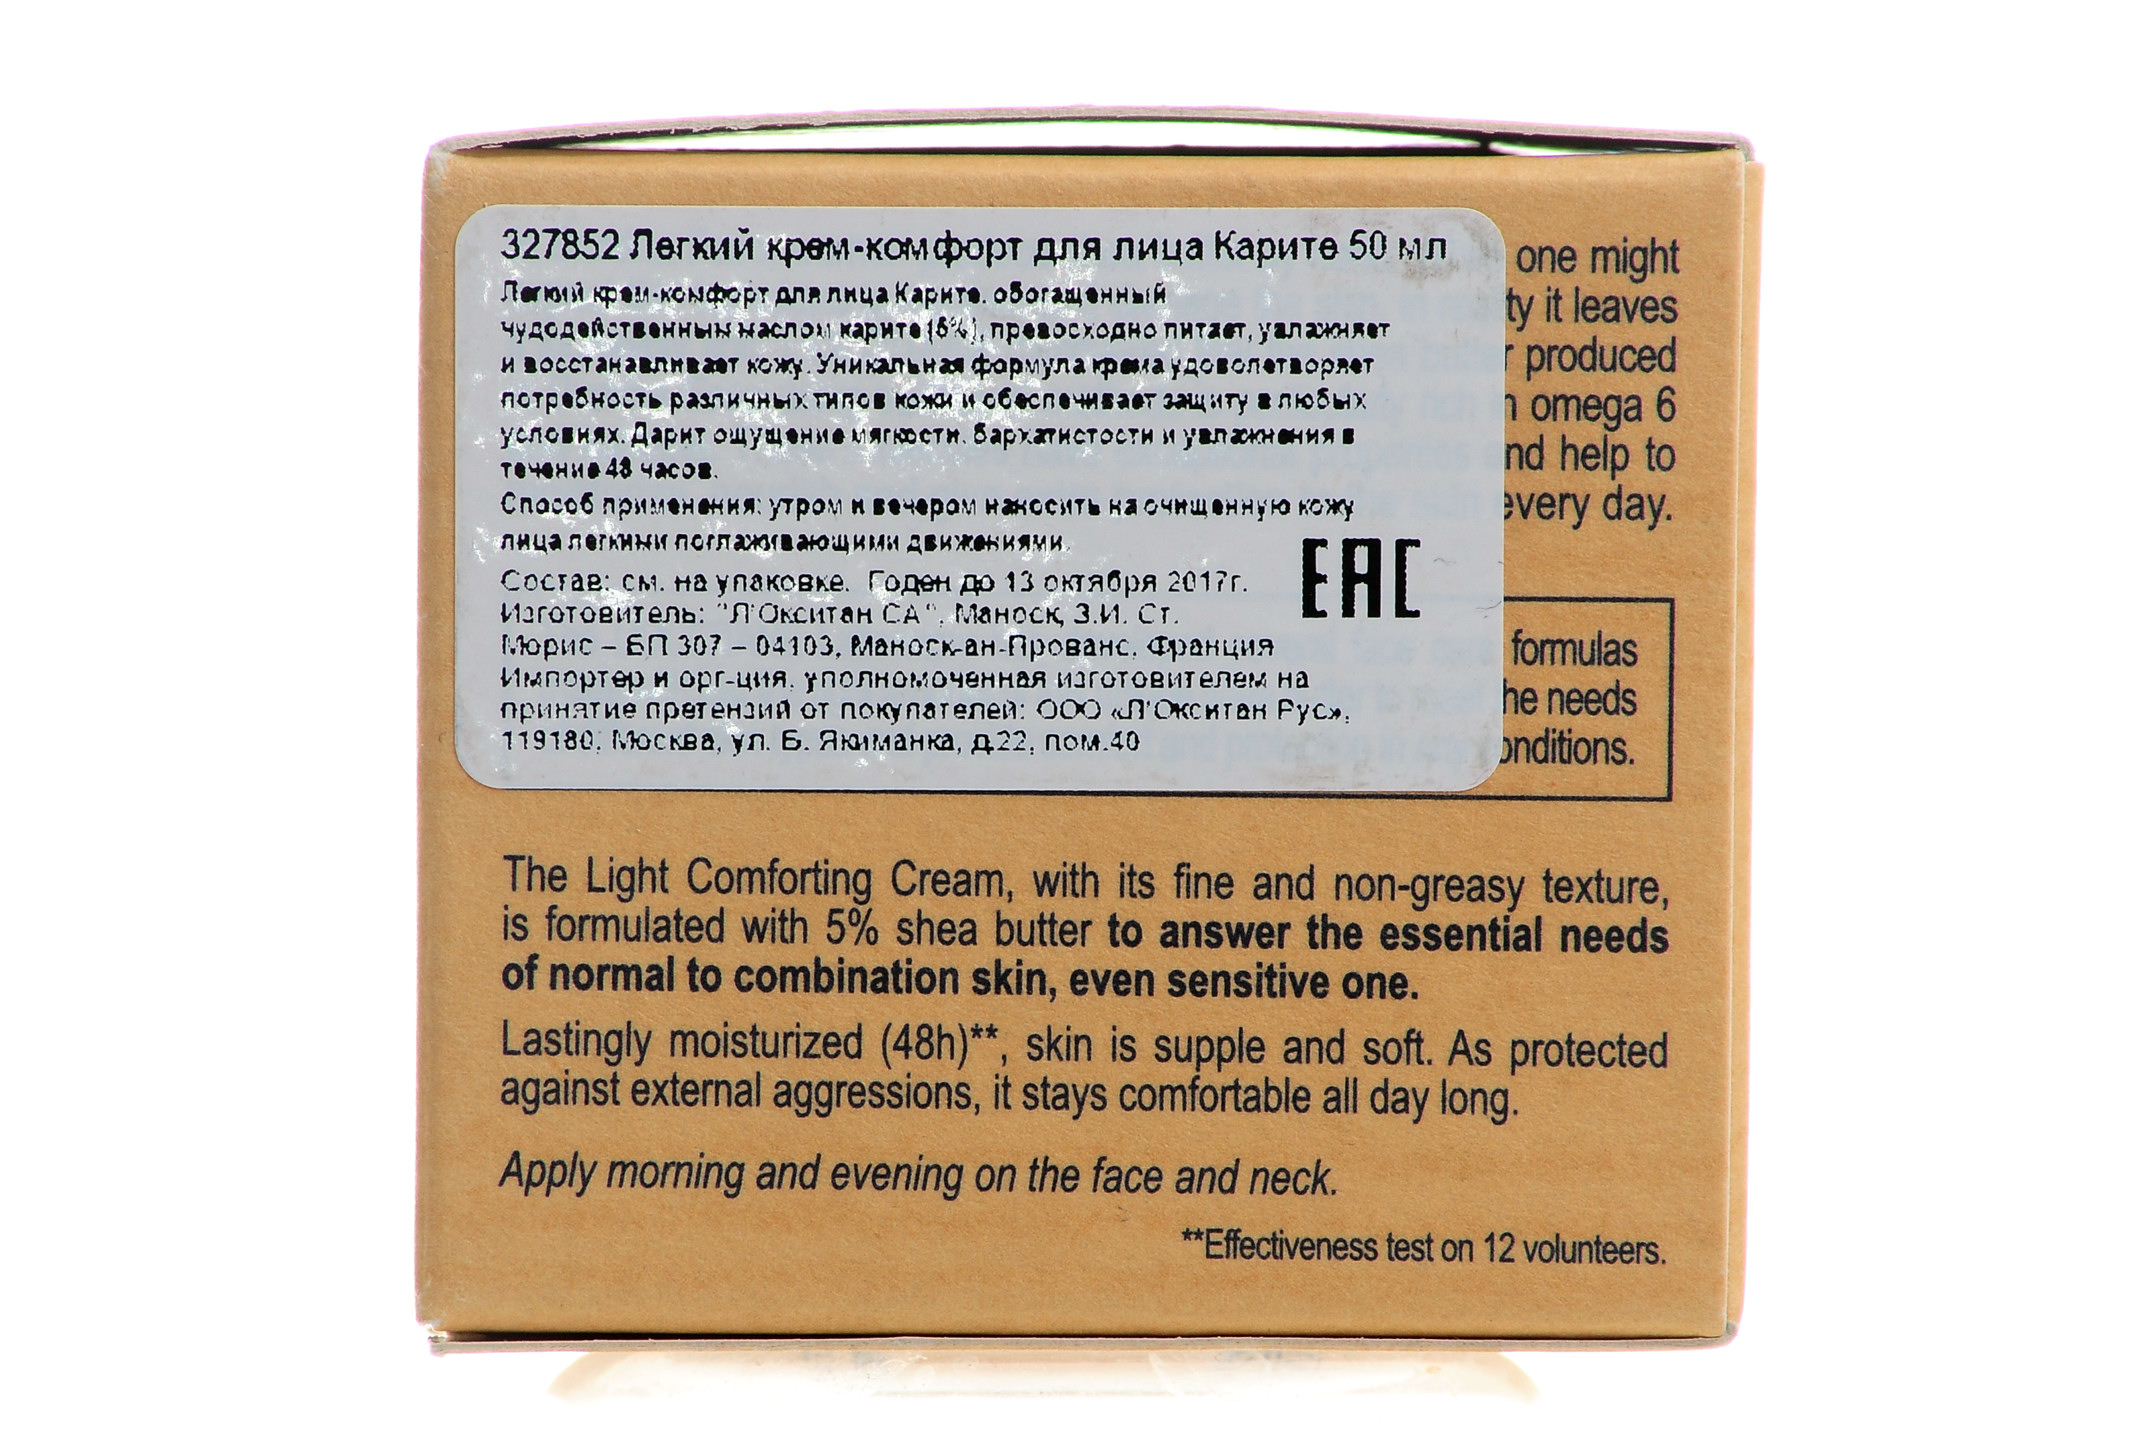 327852 Легкий крем-комфорт для лица Карите 50 мл
Легкий крем-комфорт для лица Карите, обогащенный
чудодейственным маслом карите (5%), превосходно питает, увлажняет
и восстанавливает кожу. Уникальная формула крема удовлетворяет
потребность различных типов кожи и обеспечивает защиту в любых
условиях. Дарит ощущение мягкости, бархатистости и увлажнения в
течение 48 часов.
Способ применения: утром и вечером наносить на очищенную кожу
лица легкими поглаживающими движениями.
Состав: см. на упаковке. Годен до 13 октября 2017г.
EAC
Изготовитель: "Л'Окситан СА", Маноск, З.И. Ст.
Мюрис – БП 307 – 04103, Маноск-ан-Прованс, Франция
Импортер и орг-ция, уполномоченная изготовителем на
принятие претензий от покупателей: ООО «Л'Окситан Рус»,
119180, Москва, ул. Б. Якиманка, д.22, пом.40
one might
it leaves
produced
omega 6
help to
every day.
formulas
needs
The Light Comforting Cream, with its fine and non-greasy texture,
is formulated with 5% shea butter to answer the essential needs
of normal to combination skin, even sensitive one.
Lastingly moisturized (48h)**, skin is supple and soft. As protected
against external aggressions, it stays comfortable all day long.
Apply morning and evening on the face and neck.
**Effectiveness test on 12 volunteers.